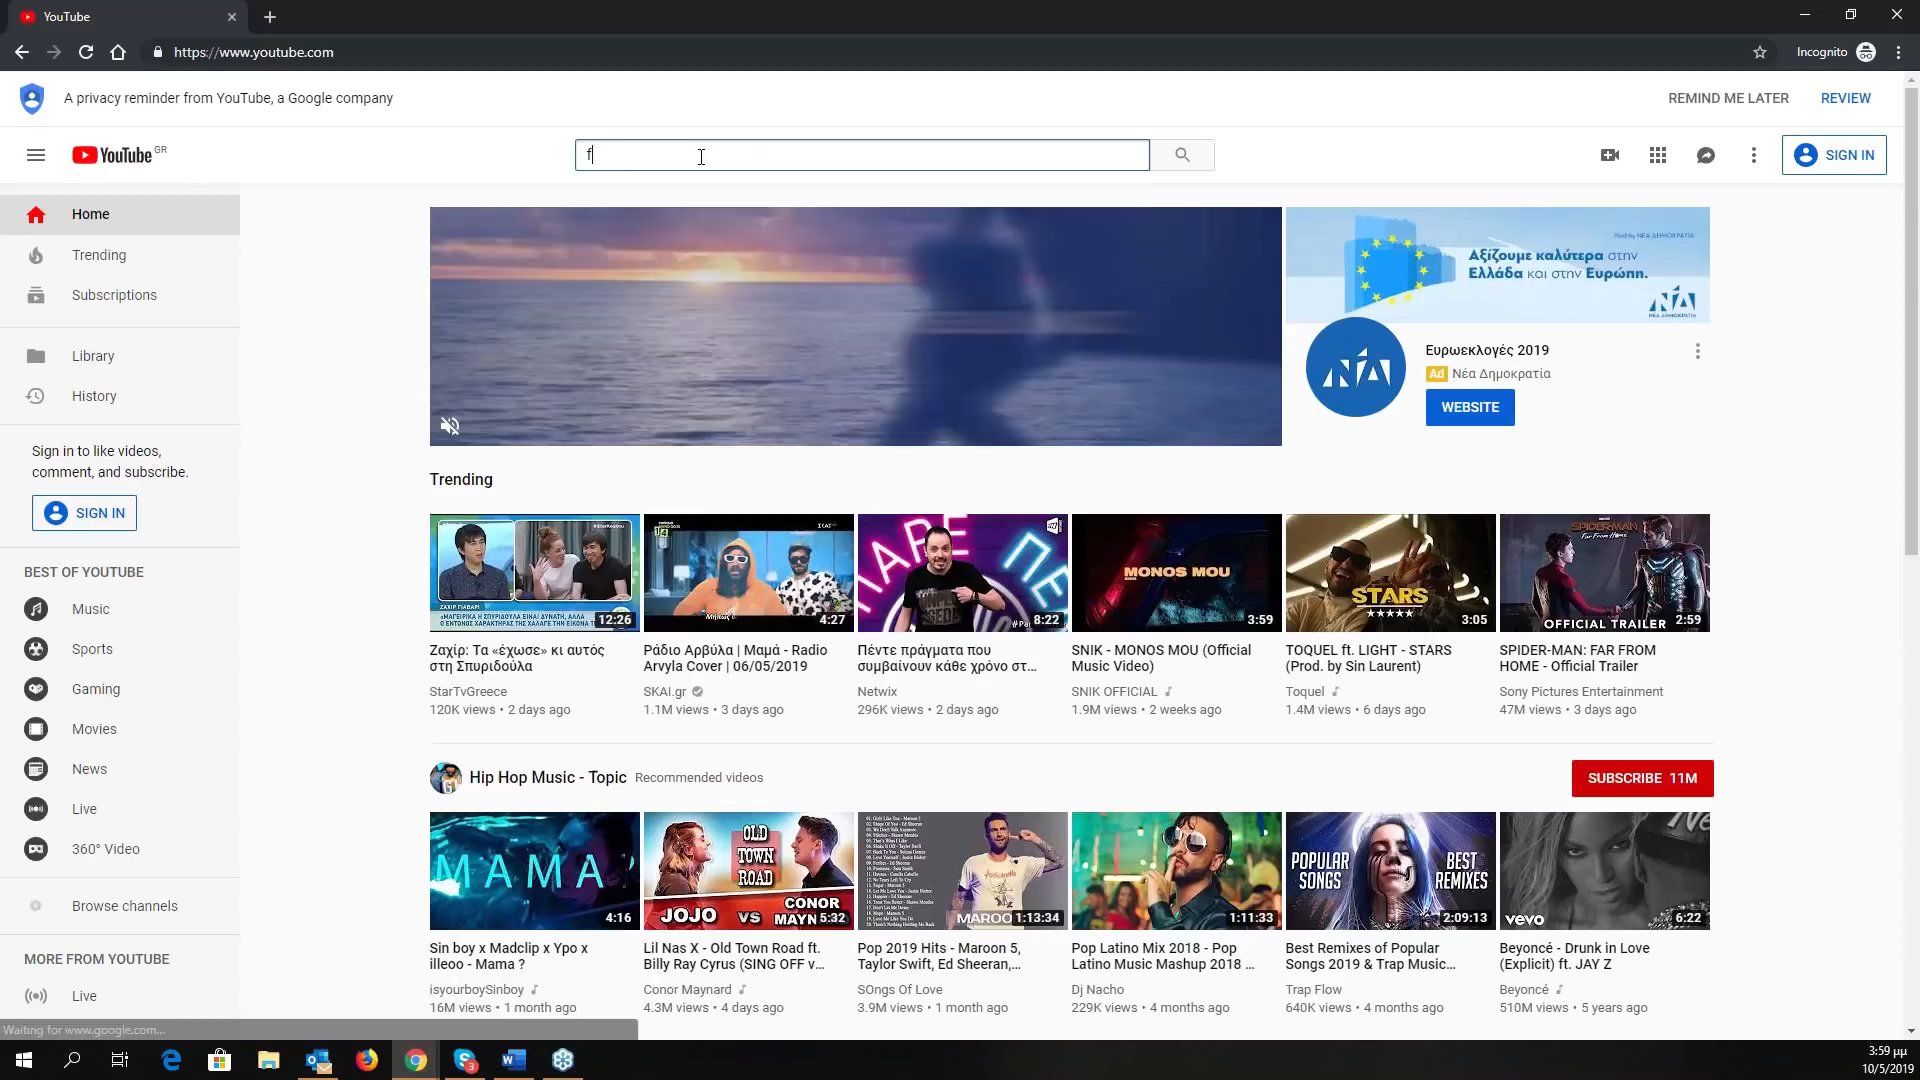 YouTube
https://www.youtube.com
Incognito
A privacy reminder from YouTube, a Google company
REMIND ME LATER
REVIEW
YouTube GR
f
SIGN IN
Home
Trending
Subscriptions
Library
History
Sign in to like videos,
comment, and subscribe.
SIGN IN
BEST OF YOUTUBE
Music
Sports
Gaming
Movies
News
Live
360° Video
Browse channels
MORE FROM YOUTUBE
Live
Paid by ΝΕΑ ΔΗΜΟΚΡΑΤΙΑ
Αξίζουμε καλύτερα στην
Ελλάδα και στην Ευρώπη.
ΝΕΑ ΔΗΜΟΚΡΑΤΙΑ
Ευρωεκλογές 2019
Ad Νέα Δημοκρατία
WEBSITE
Trending
12:26
4:27
8:22
MONOS MOU
3:59
STARS
3:05
SPIDER-MAN
FAR FROM HOME
OFFICIAL TRAILER 2:59
Ζαχίρ: Τα «έχωσε» κι αυτός
στη Σπυριδούλα
StarTvGreece
120K views • 2 days ago
Ράδιο Αρβύλα | Μαμά - Radio
Arvyla Cover | 06/05/2019
SKAI.gr
1.1M views • 3 days ago
Πέντε πράγματα που
συμβαίνουν κάθε χρόνο στ...
Netwix
296K views • 2 days ago
SNIK - MONOS MOU (Official
Music Video)
SNIK OFFICIAL
1.9M views • 2 weeks ago
TOQUEL ft. LIGHT - STARS
(Prod. by Sin Laurent)
Toquel
1.4M views • 6 days ago
SPIDER-MAN: FAR FROM
HOME - Official Trailer
Sony Pictures Entertainment
47M views • 3 days ago
Hip Hop Music - Topic Recommended videos
SUBSCRIBE 11M
MAMA
4:16
OLD
TOWN
ROAD
JOJO VS CONOR
MAYN 5:32
MAROO 1:13:34
1:11:33
POPULAR
SONGS
BEST
REMIXES
2:09:13
vevo
6:22
Sin boy x Madclip x Ypo x
illeoo - Mama ?
isyourboySinboy
16M views • 1 month ago
Lil Nas X - Old Town Road ft.
Billy Ray Cyrus (SING OFF v...
Conor Maynard
4.3M views • 4 days ago
Pop 2019 Hits - Maroon 5,
Taylor Swift, Ed Sheeran,...
SOngs Of Love
3.9M views • 1 month ago
Pop Latino Mix 2018 - Pop
Latino Music Mashup 2018 ...
Dj Nacho
229K views • 4 months ago
Best Remixes of Popular
Songs 2019 & Trap Music...
Trap Flow
640K views • 4 months ago
Beyoncé - Drunk in Love
(Explicit) ft. JAY Z
Beyoncé
510M views • 5 years ago
Waiting for www.google.com...
3:59 μμ
10/5/2019